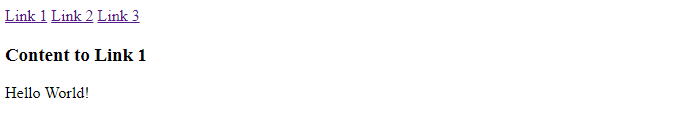 Link 1 Link 2 Link 3
Content to Link 1
Hello World!